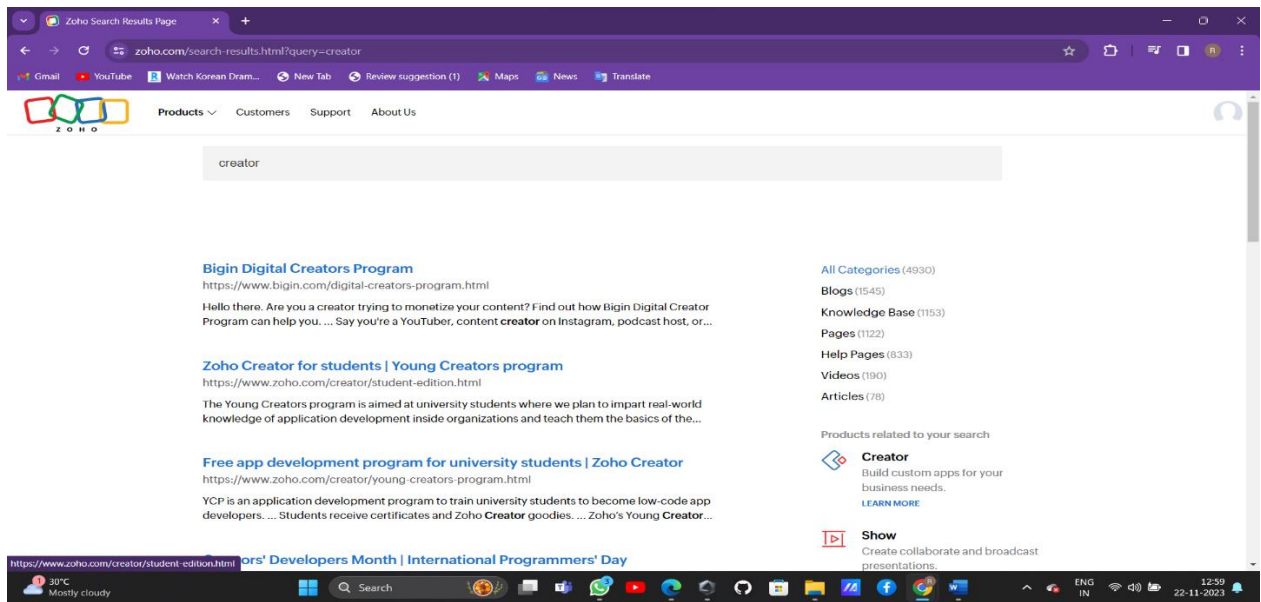 Zoho Search Results Page
zoho.com/search-results.html?query=creator
Gmail YouTube Watch Korean Dram... New Tab Review suggestion (1) Maps News Translate
ZOHO
Products Customers Support About Us
creator
Bigin Digital Creators Program
https://www.bigin.com/digital-creators-program.html
Hello there. Are you a creator trying to monetize your content? Find out how Bigin Digital Creator
Program can help you. ... Say you're a YouTuber, content creator on Instagram, podcast host, or...
Zoho Creator for students | Young Creators program
https://www.zoho.com/creator/student-edition.html
The Young Creators program is aimed at university students where we plan to impart real-world
knowledge of application development inside organizations and teach them the basics of the...
Free app development program for university students | Zoho Creator
https://www.zoho.com/creator/young-creators-program.html
YCP is an application development program to train university students to become low-code app
developers. ... Students receive certificates and Zoho Creator goodies. ... Zoho's Young Creator...
ors' Developers Month | International Programmers' Day
All Categories (4930)
Blogs (1545)
Knowledge Base (1153)
Pages (1122)
Help Pages (833)
Videos (190)
Articles (78)
Products related to your search
Creator
Build custom apps for your
business needs.
LEARN MORE
Show
Create collaborate and broadcast
presentations.
https://www.zoho.com/creator/student-edition.html
30°C
Mostly cloudy
Search
ENG
IN
12:59
22-11-2023